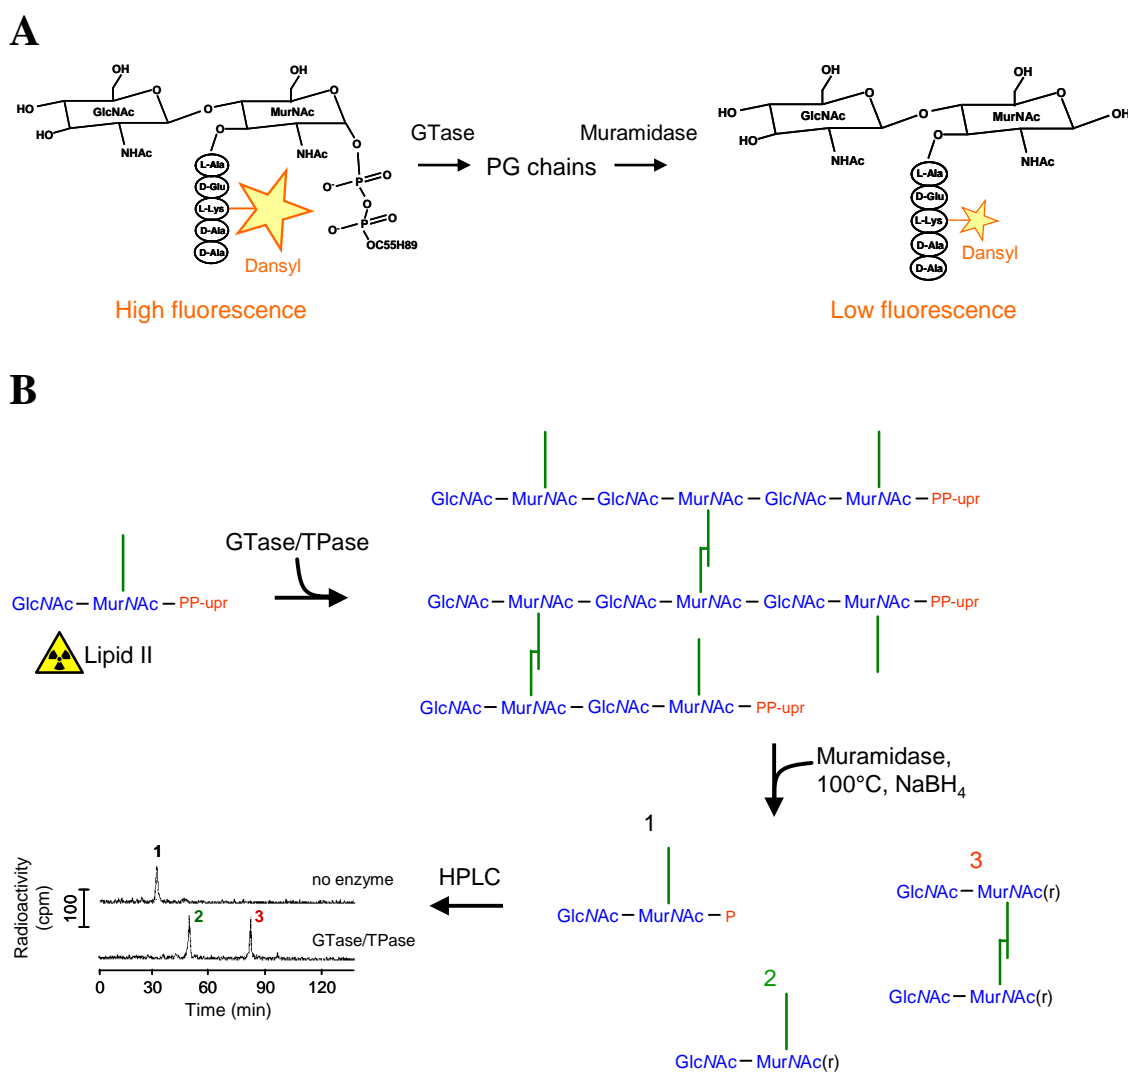 A
OH
O
HO
HO
GlcNAc
NHAc
O
OH
O
MurNAc
O
NHAc
O
L-Ala
D-Glu
L-Lys
D-Ala
D-Ala
O-
P
O
O
O-
P
O
OC55H89
Dansyl
High fluorescence
GTase
PG chains
Muramidase
OH
O
HO
HO
GlcNAc
NHAc
O
OH
O
MurNAc
OH
O
NHAc
L-Ala
D-Glu
L-Lys
D-Ala
D-Ala
Dansyl
Low fluorescence
B
GlcNAc MurNAc PP-upr
Lipid II
GTase/TPase
GlcNAc MurNAc GlcNAc MurNAc GlcNAc MurNAc PP-upr
GlcNAc MurNAc GlcNAc MurNAc GlcNAc MurNAc PP-upr
GlcNAc MurNAc GlcNAc MurNAc PP-upr
Muramidase,
100°C, NaBH4
1
GlcNAc MurNAc P
2
GlcNAc MurNAc(r)
3
GlcNAc MurNAc(r)
GlcNAc MurNAc(r)
HPLC
Radioactivity
(cpm)
100
1
no enzyme
2 3
GTase/TPase
0 30 60 90 120
Time (min)